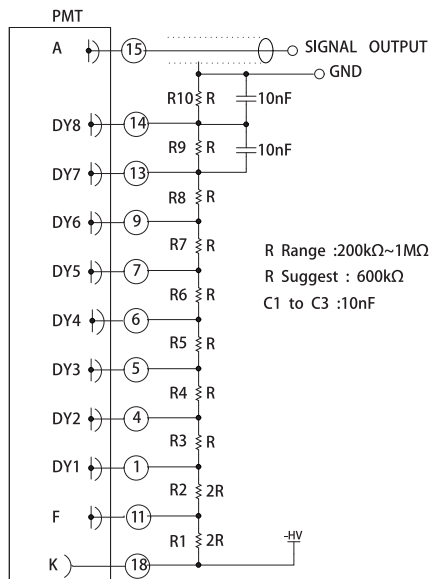 PMT
A 15 SIGNAL OUTPUT
GND
R10 R 10nF
DY8 14
R9 R 10nF
DY7 13
R8 R
DY6 9
R7 R
R Range :200kΩ~1MΩ
DY5 7
R Suggest : 600kΩ
R6 R
C1 to C3 :10nF
DY4 6
R5 R
DY3 5
R4 R
DY2 4
R3 R
DY1 1
R2 2R
F 11
R1 2R
-HV
K 18